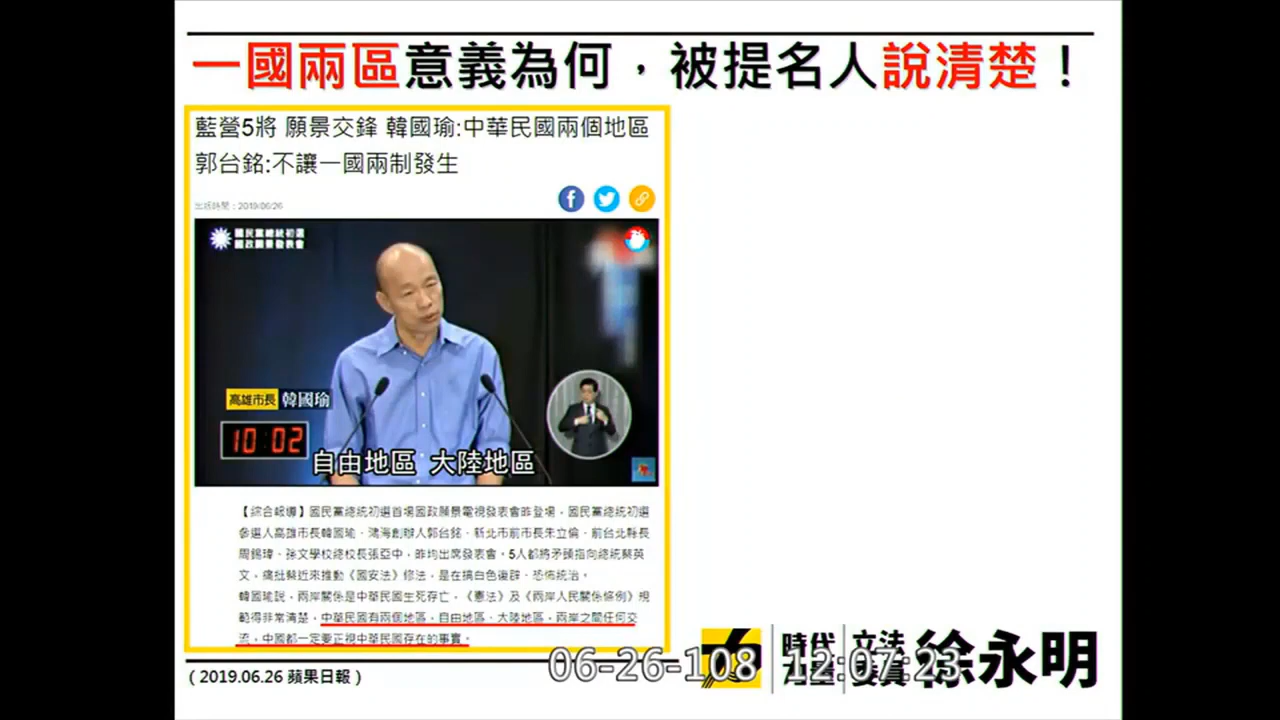 一國兩區意義為何，被提名人說清楚！
藍營5將 願景交鋒 韓國瑜:中華民國兩個地區
郭台銘:不讓一國兩制發生
出版時間：2019/06/26
國民黨總統初選
國政願景發表會
高雄市長 韓國瑜
10:02
自由地區 大陸地區
【綜合報導】國民黨總統初選首場國政願景電視發表會昨登場，國民黨總統初選
參選人高雄市長韓國瑜、鴻海創辦人郭台銘、新北市前市長朱立倫、前台北縣長
周錫瑋、孫文學校總校長張亞中，昨均出席發表會。5人都將矛頭指向總統蔡英
文，痛批蔡近來推動《國安法》修法，是在搞白色復辟、恐怖統治。
韓國瑜說，兩岸關係是中華民國生死存亡，《憲法》及《兩岸人民關係條例》規
範得非常清楚，中華民國有兩個地區，自由地區、大陸地區，兩岸之間任何交
流，中國都一定要正視中華民國存在的事實。
（2019.06.26 蘋果日報）
時代
力量
立法
委員
徐永明
06-26-108 12:07:23